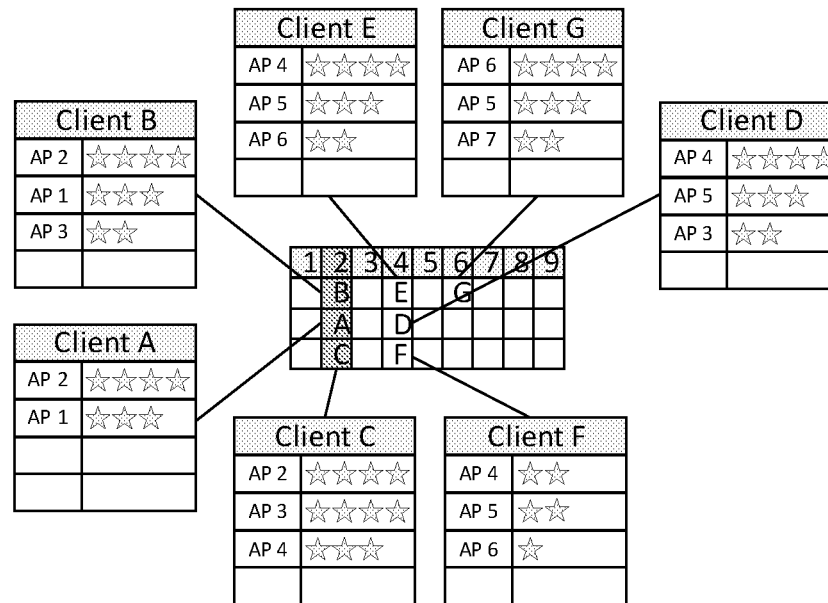 Client E
AP 4
AP 5
AP 6
Client G
AP 6
AP 5
AP 7
Client B
AP 2
AP 1
AP 3
Client D
AP 4
AP 5
AP 3
1 2 3 4 5 6 7 8 9
B E G
A D
C F
Client A
AP 2
AP 1
Client C
AP 2
AP 3
AP 4
Client F
AP 4
AP 5
AP 6